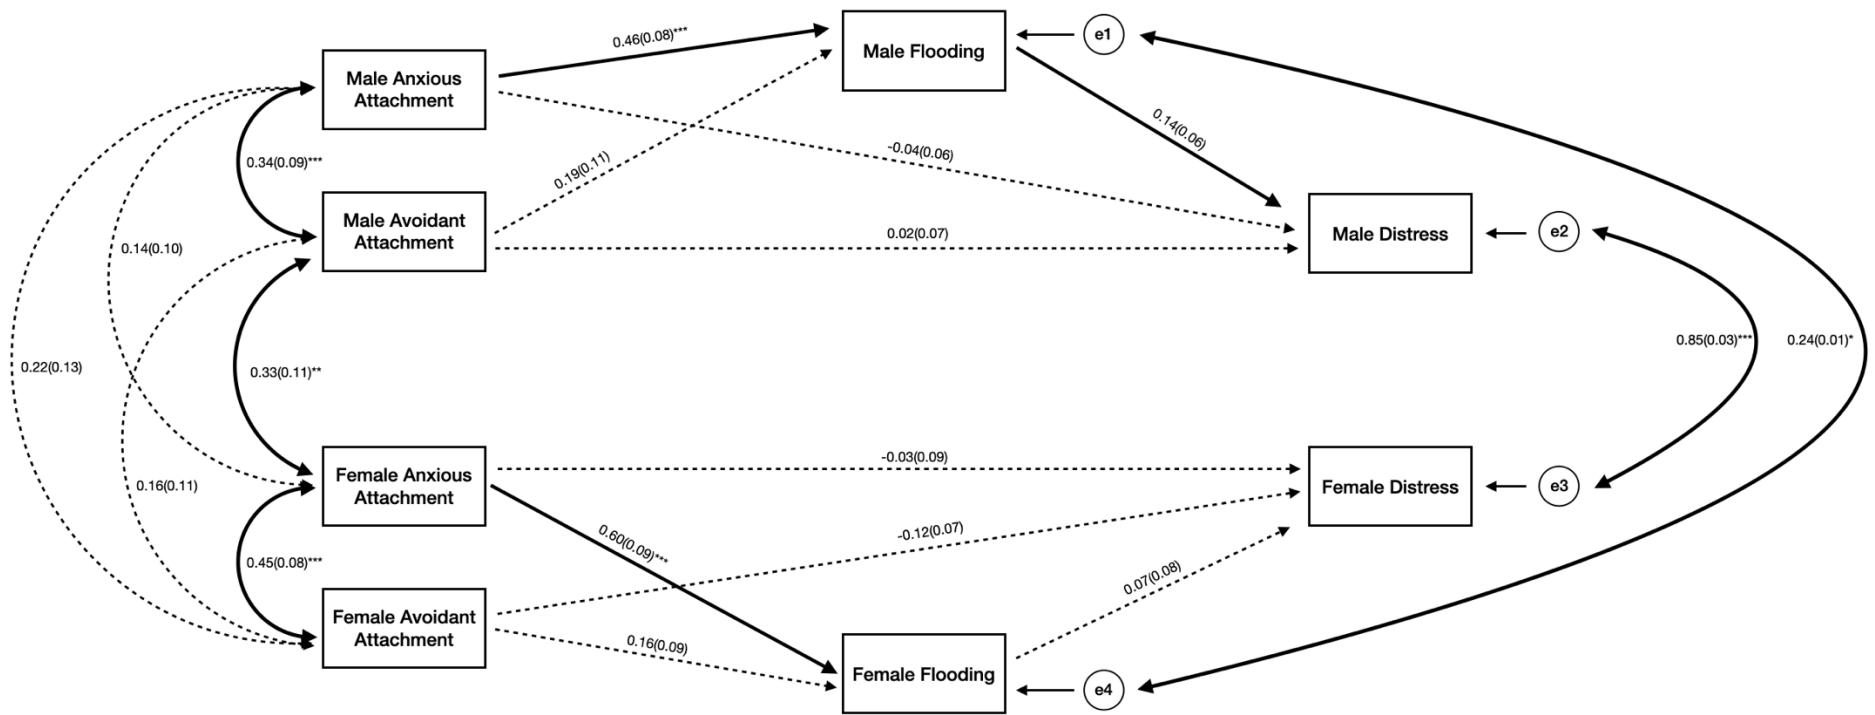 0.46(0.08)***
Male Flooding
e1
Male Anxious
Attachment
0.14(0.06)
-0.04(0.06)
0.34(0.09)***
0.19(0.11)
Male Avoidant
Attachment
0.02(0.07)
Male Distress
e2
0.14(0.10)
0.85(0.03)***
0.24(0.01)*
0.22(0.13)
0.33(0.11)**
-0.03(0.09)
Female Anxious
Attachment
Female Distress
e3
0.16(0.11)
0.60(0.09)***
-0.12(0.07)
0.45(0.08)***
0.07(0.08)
Female Avoidant
Attachment
0.16(0.09)
Female Flooding
e4